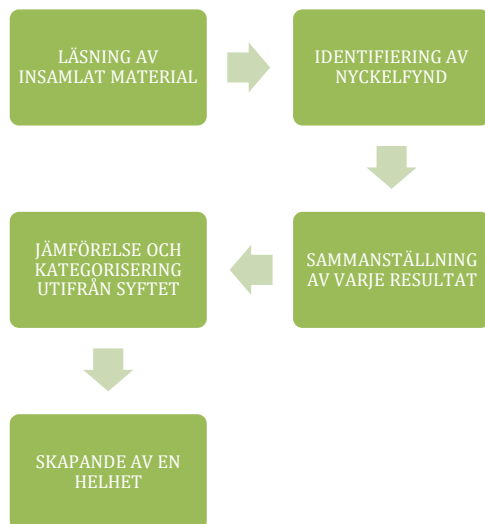 LÄSNING AV
INSAMLAT MATERIAL
IDENTIFIERING AV
NYCKELFYND
SAMMANSTÄLLNING
AV VARJE RESULTAT
JÄMFÖRELSE OCH
KATEGORISERING
UTIFRÅN SYFTET
SKAPANDE AV EN
HELHET